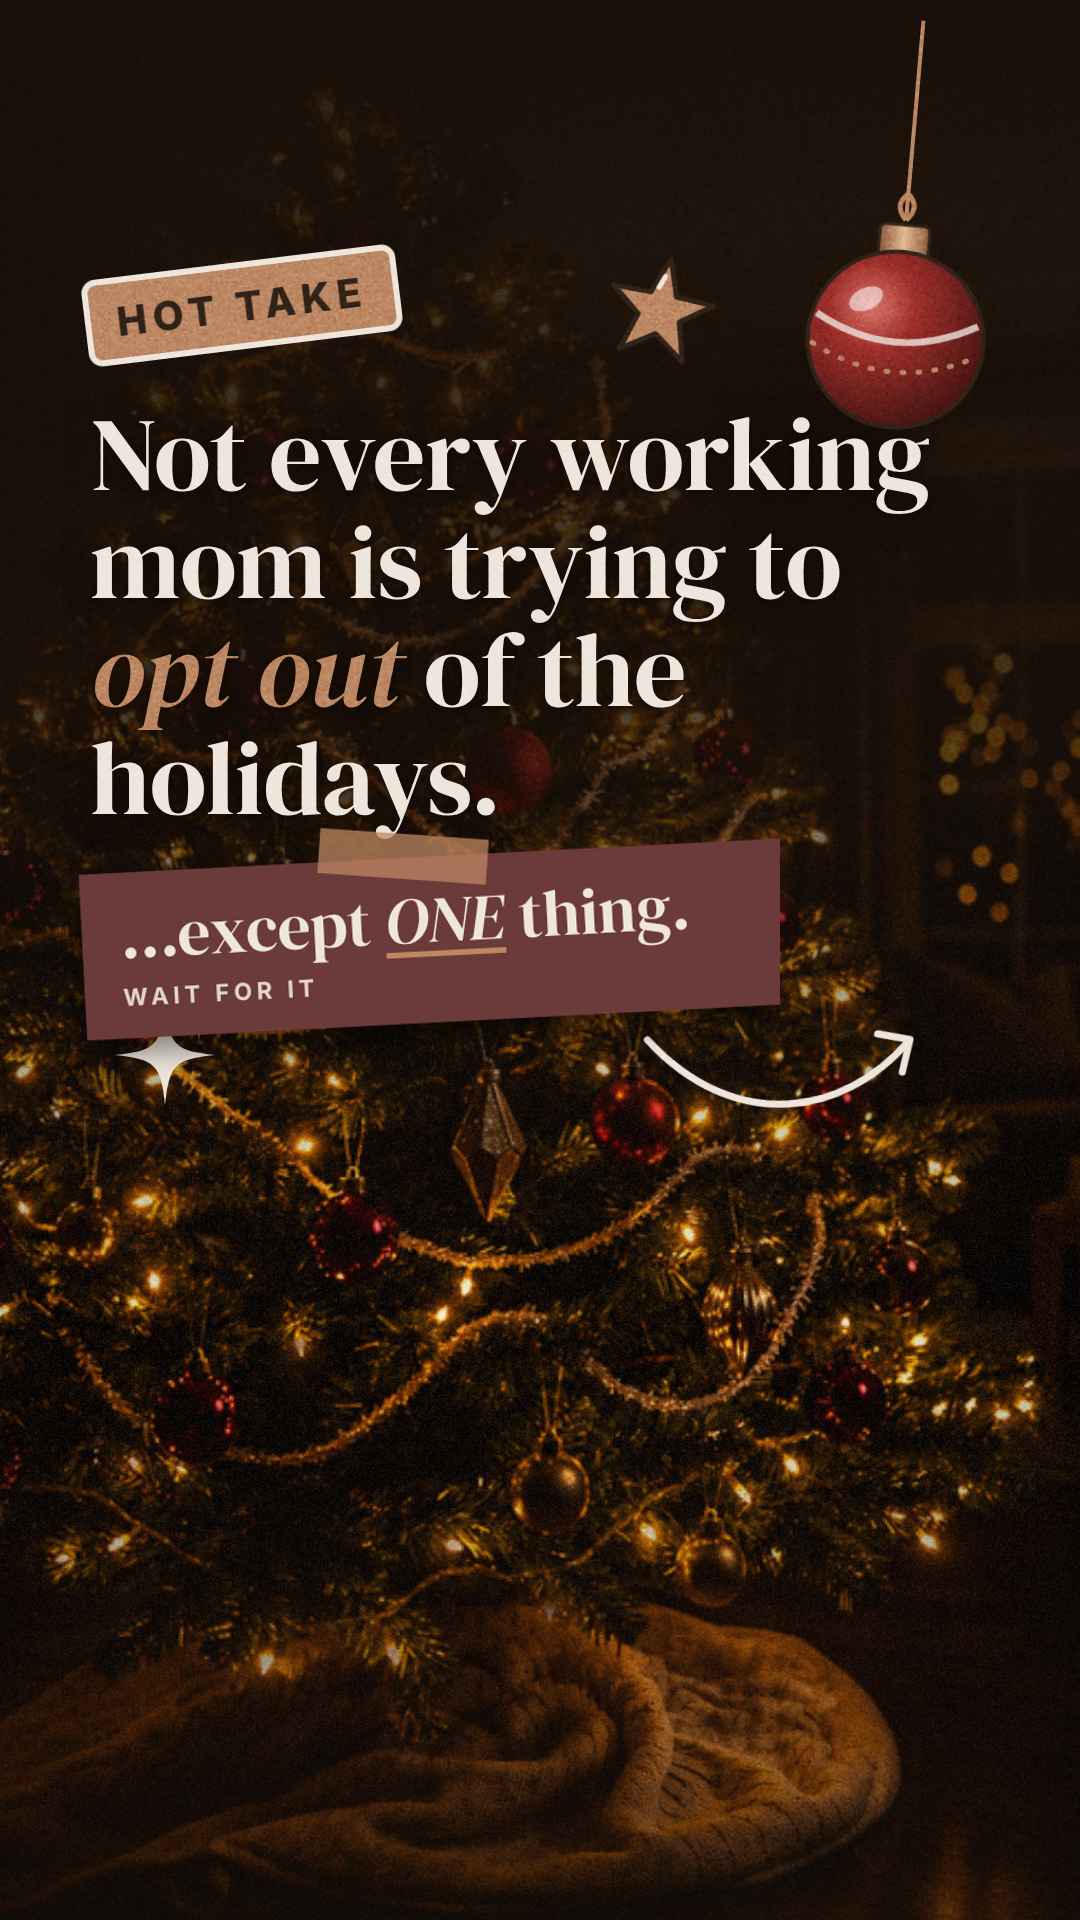 HOT TAKE
Not every working
mom is trying to
opt out of the
holidays.
...except ONE thing.
WAIT FOR IT